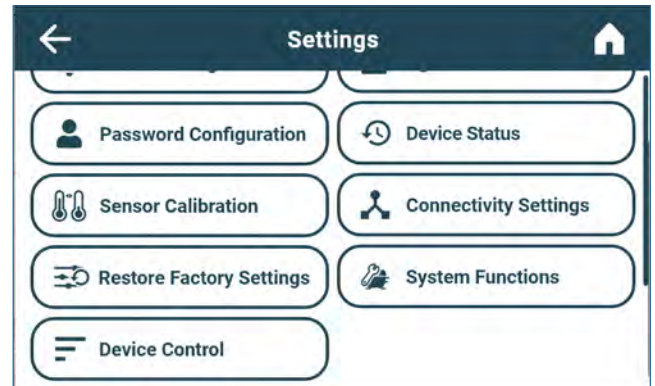 Settings
Password Configuration
Device Status
Sensor Calibration
Connectivity Settings
Restore Factory Settings
System Functions
Device Control